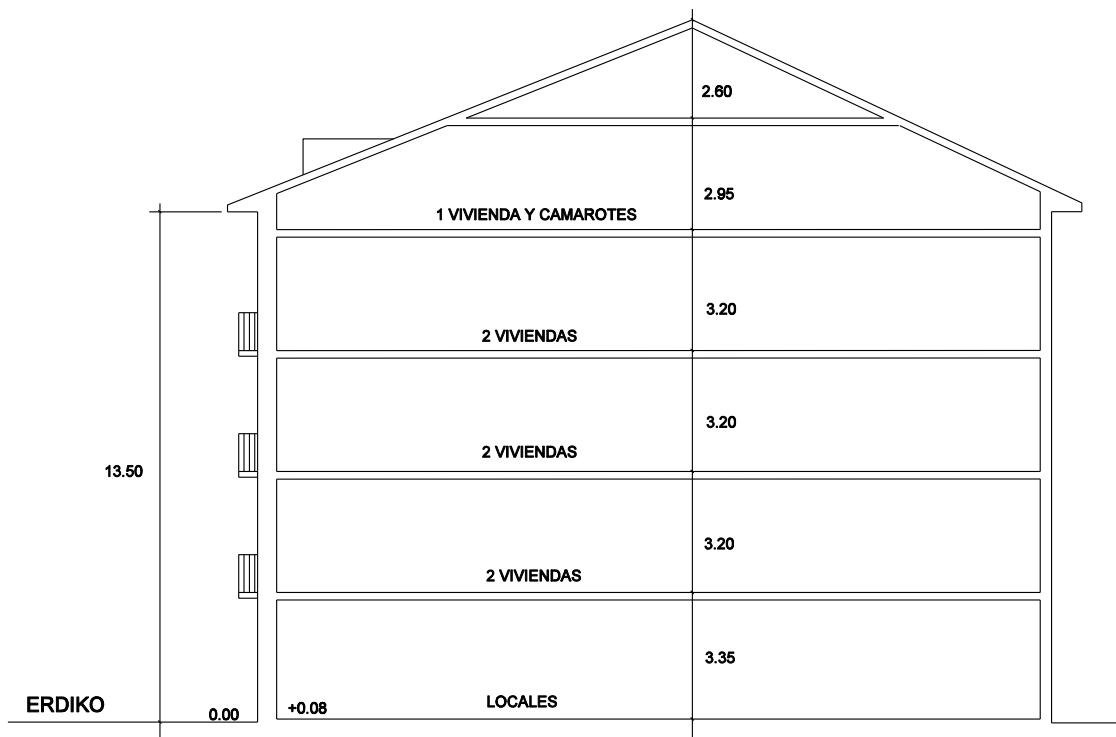 2.60
2.95
1 VIVIENDA Y CAMAROTES
3.20
2 VIVIENDAS
3.20
2 VIVIENDAS
13.50
3.20
2 VIVIENDAS
3.35
LOCALES
ERDIKO
0.00
+0.08